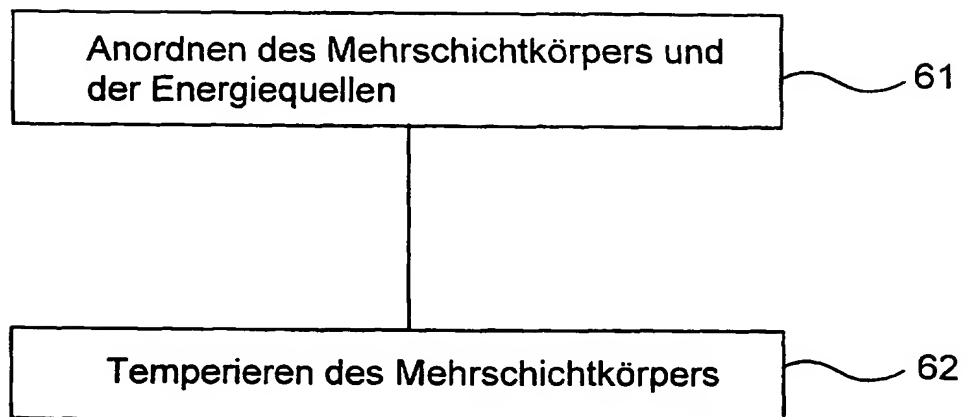 Anordnen des Mehrschichtkörpers und
der Energiequellen
61
Temperieren des Mehrschichtkörpers
62